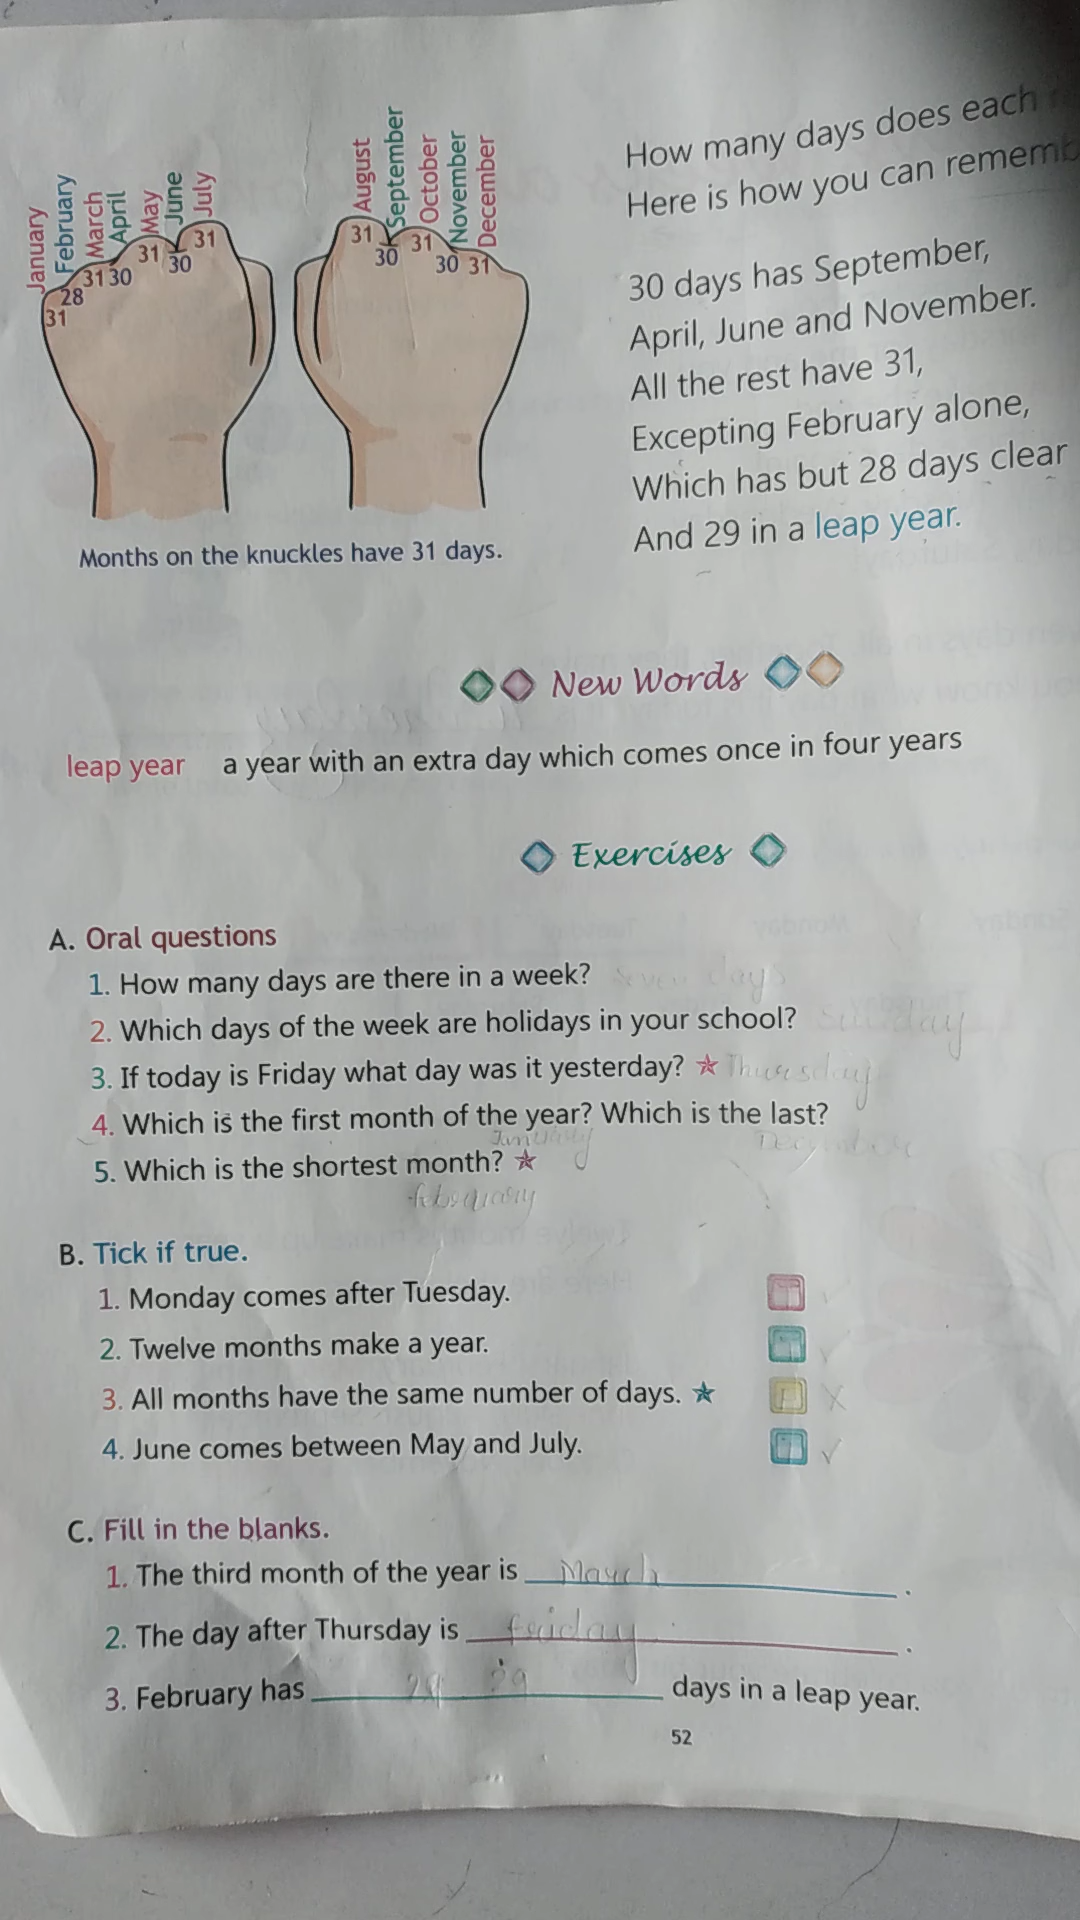 January
February
March
April
May
June
July
August
September
October
November
December
31
28
31
30
31
30
31
31
30
31
30
31
Months on the knuckles have 31 days.
How many days does each
Here is how you can rememb
30 days has September,
April, June and November.
All the rest have 31,
Excepting February alone,
Which has but 28 days clear
And 29 in a leap year.
New Words
leap year a year with an extra day which comes once in four years
Exercises
A. Oral questions
1. How many days are there in a week? Seven days
2. Which days of the week are holidays in your school? Sunday
3. If today is Friday what day was it yesterday? Thursday
4. Which is the first month of the year? Which is the last?
January December
5. Which is the shortest month?
february
B. Tick if true.
1. Monday comes after Tuesday.
2. Twelve months make a year.
3. All months have the same number of days.
4. June comes between May and July.
C. Fill in the blanks.
1. The third month of the year is March .
2. The day after Thursday is friday .
3. February has 29 days in a leap year.
52